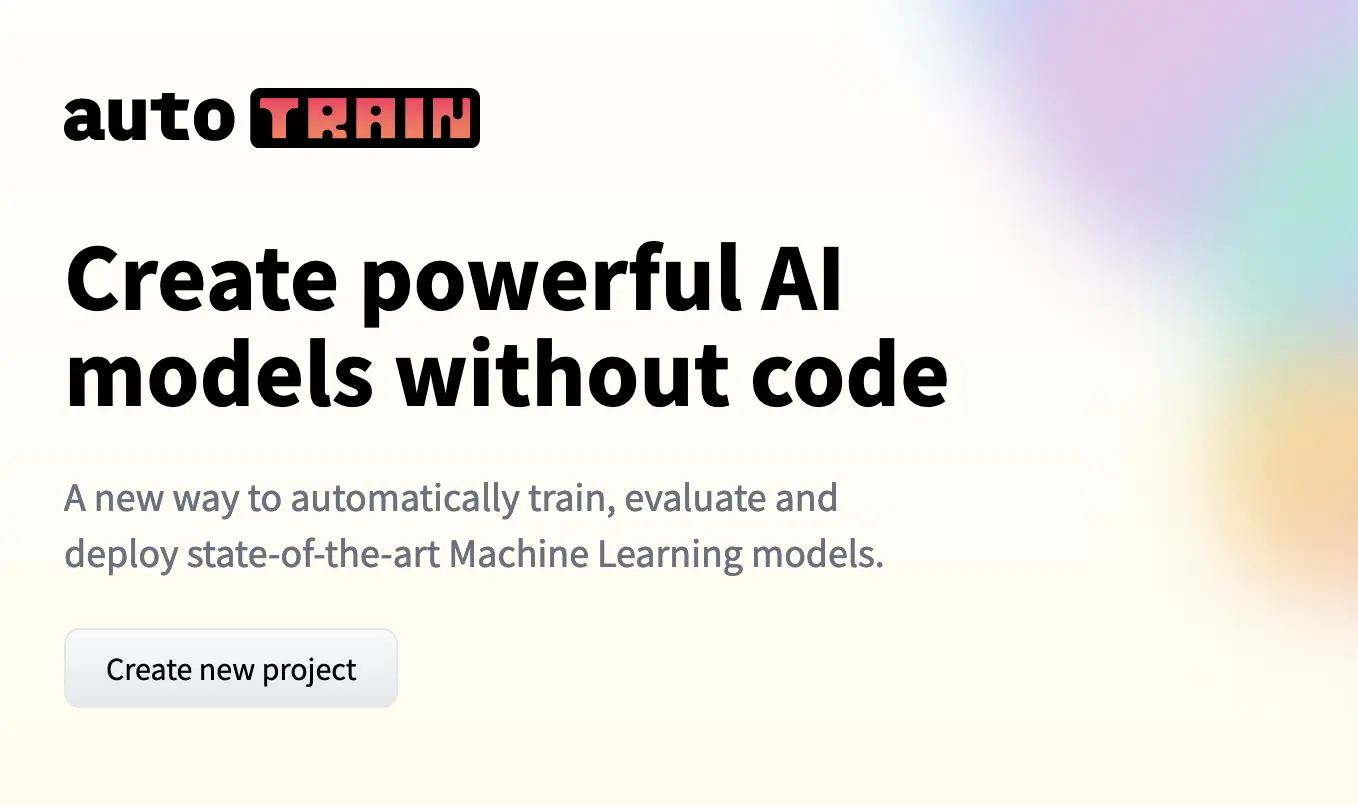 auto TRAIN
Create powerful AI
models without code
A new way to automatically train, evaluate and
deploy state-of-the-art Machine Learning models.
Create new project